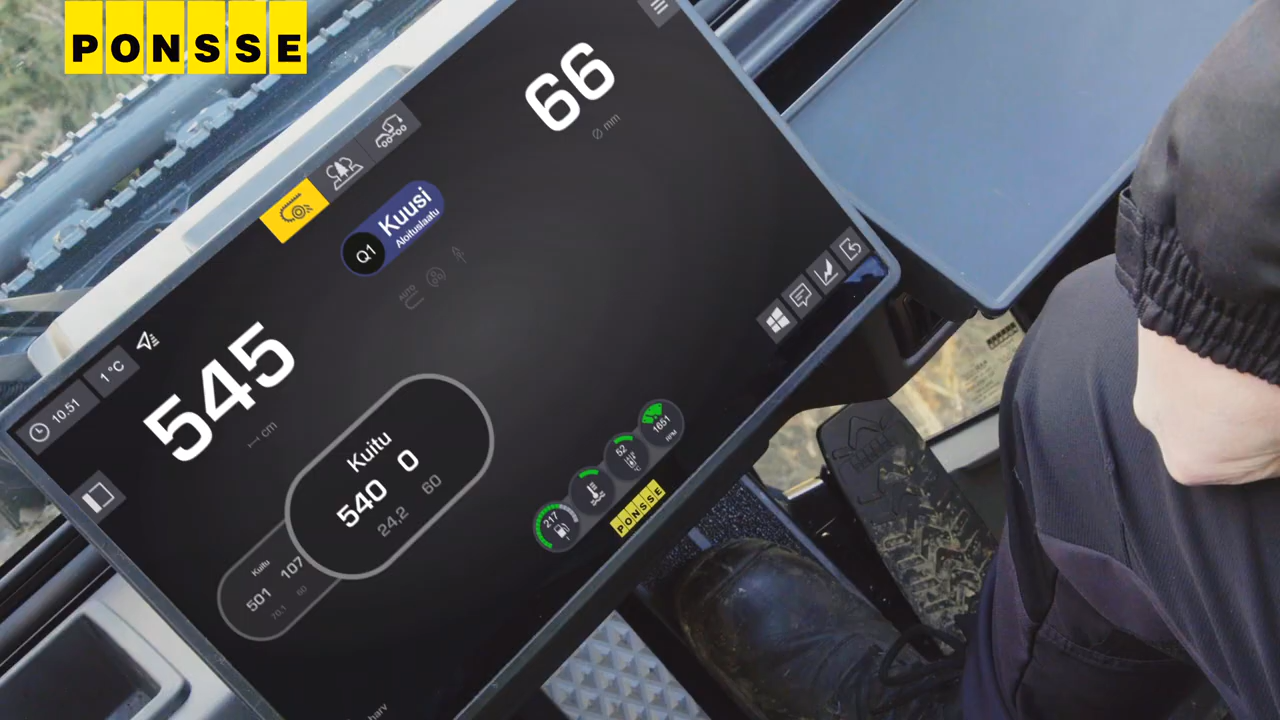 PONSSE
66
Ø mm
Q1
Kuusi
Aloituslaatu
AUTO
10.51
1 °C
545
cm
Kuitu
540 0
24,2 60
Kuitu
501 107
70,1 60
217
52
1651
RPM
PONSSE
harv